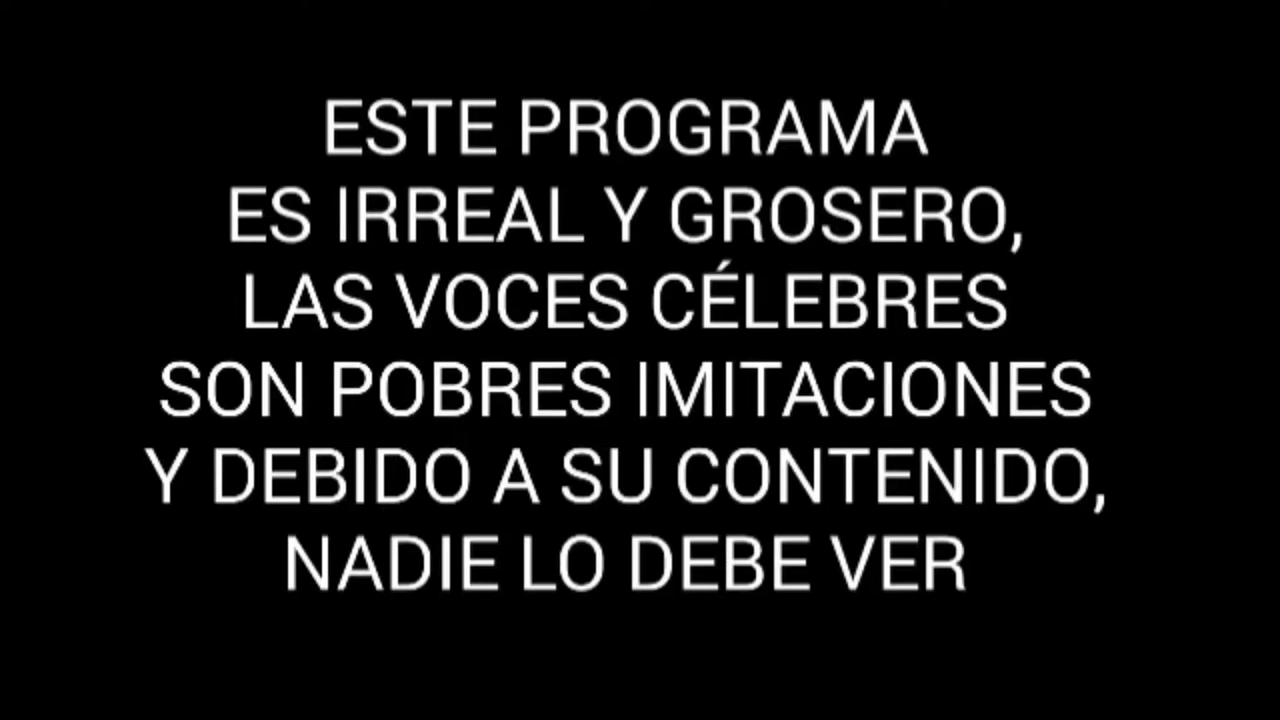 ESTE PROGRAMA
ES IRREAL Y GROSERO,
LAS VOCES CÉLEBRES
SON POBRES IMITACIONES
Y DEBIDO A SU CONTENIDO,
NADIE LO DEBE VER